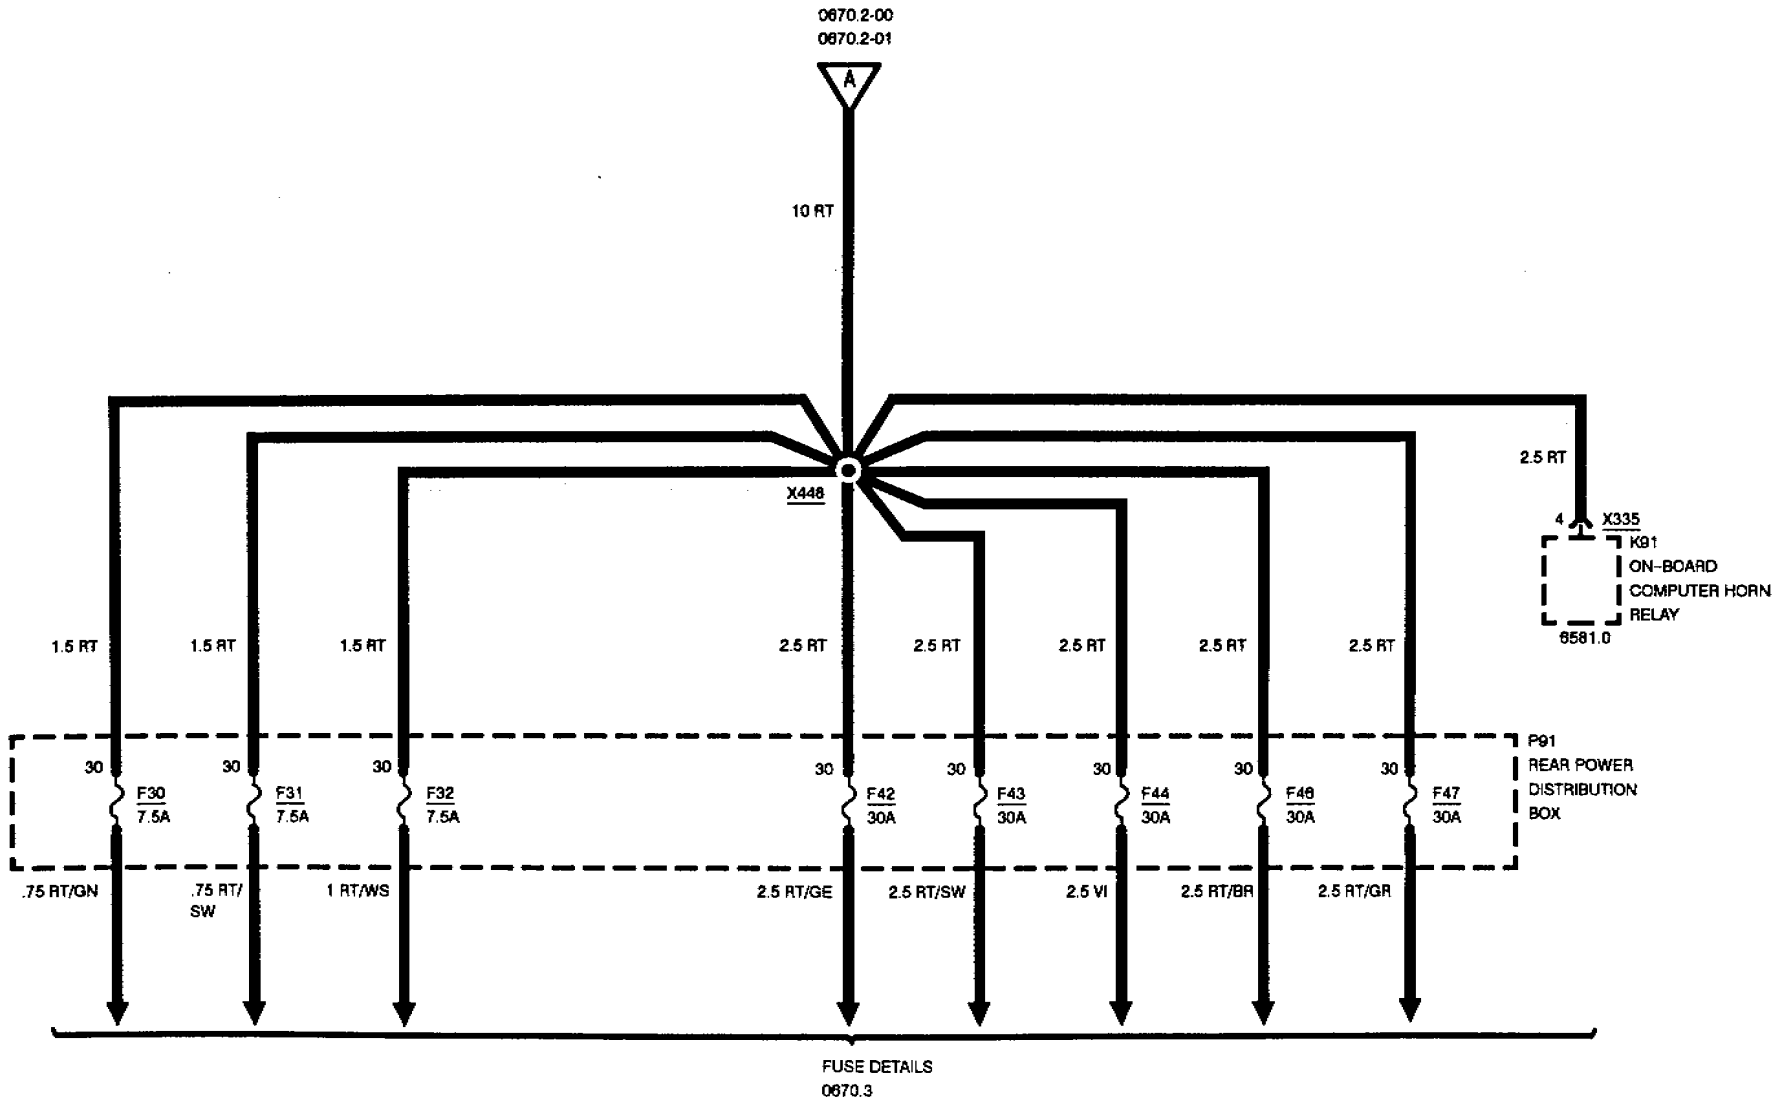 0670.2-00
0670.2-01
A
10 RT
2.5 RT
X448
4 X335
K91
ON-BOARD
COMPUTER HORN
RELAY
6581.0
1.5 RT 1.5 RT 1.5 RT 2.5 RT 2.5 RT 2.5 RT 2.5 RT 2.5 RT
P91
REAR POWER
DISTRIBUTION
BOX
30 30 30 30 30 30 30 30
F30 F31 F32 F42 F43 F44 F46 F47
7.5A 7.5A 7.5A 30A 30A 30A 30A 30A
.75 RT/GN .75 RT/ 1 RT/WS 2.5 RT/GE 2.5 RT/SW 2.5 VI 2.5 RT/BR 2.5 RT/GR
SW
FUSE DETAILS
0670.3